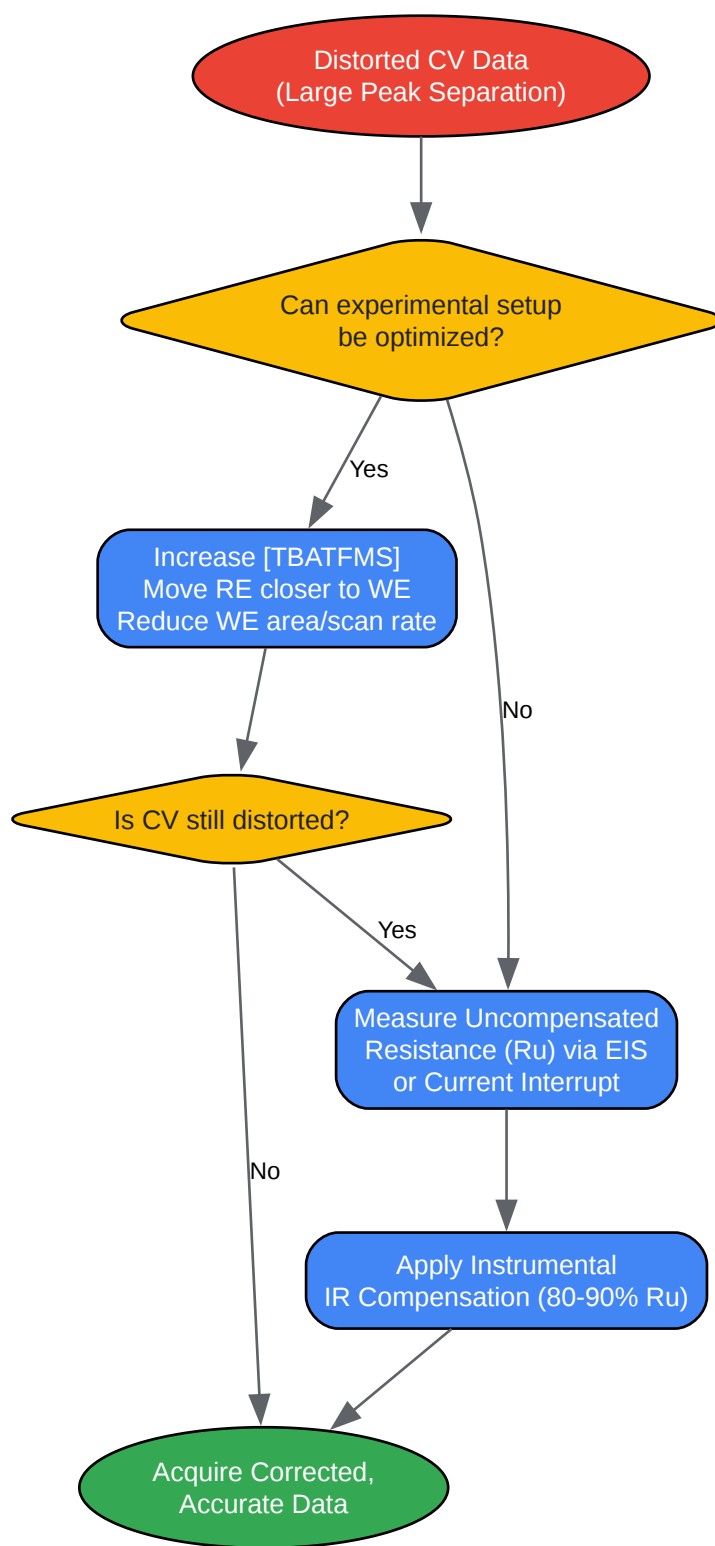 Distorted CV Data
(Large Peak Separation)
Can experimental setup
be optimized?
Yes
Increase [TBATFMS]
Move RE closer to WE
Reduce WE area/scan rate
No
Is CV still distorted?
Yes
Measure Uncompensated
Resistance (Ru) via EIS
or Current Interrupt
No
Apply Instrumental
IR Compensation (80-90% Ru)
Acquire Corrected,
Accurate Data